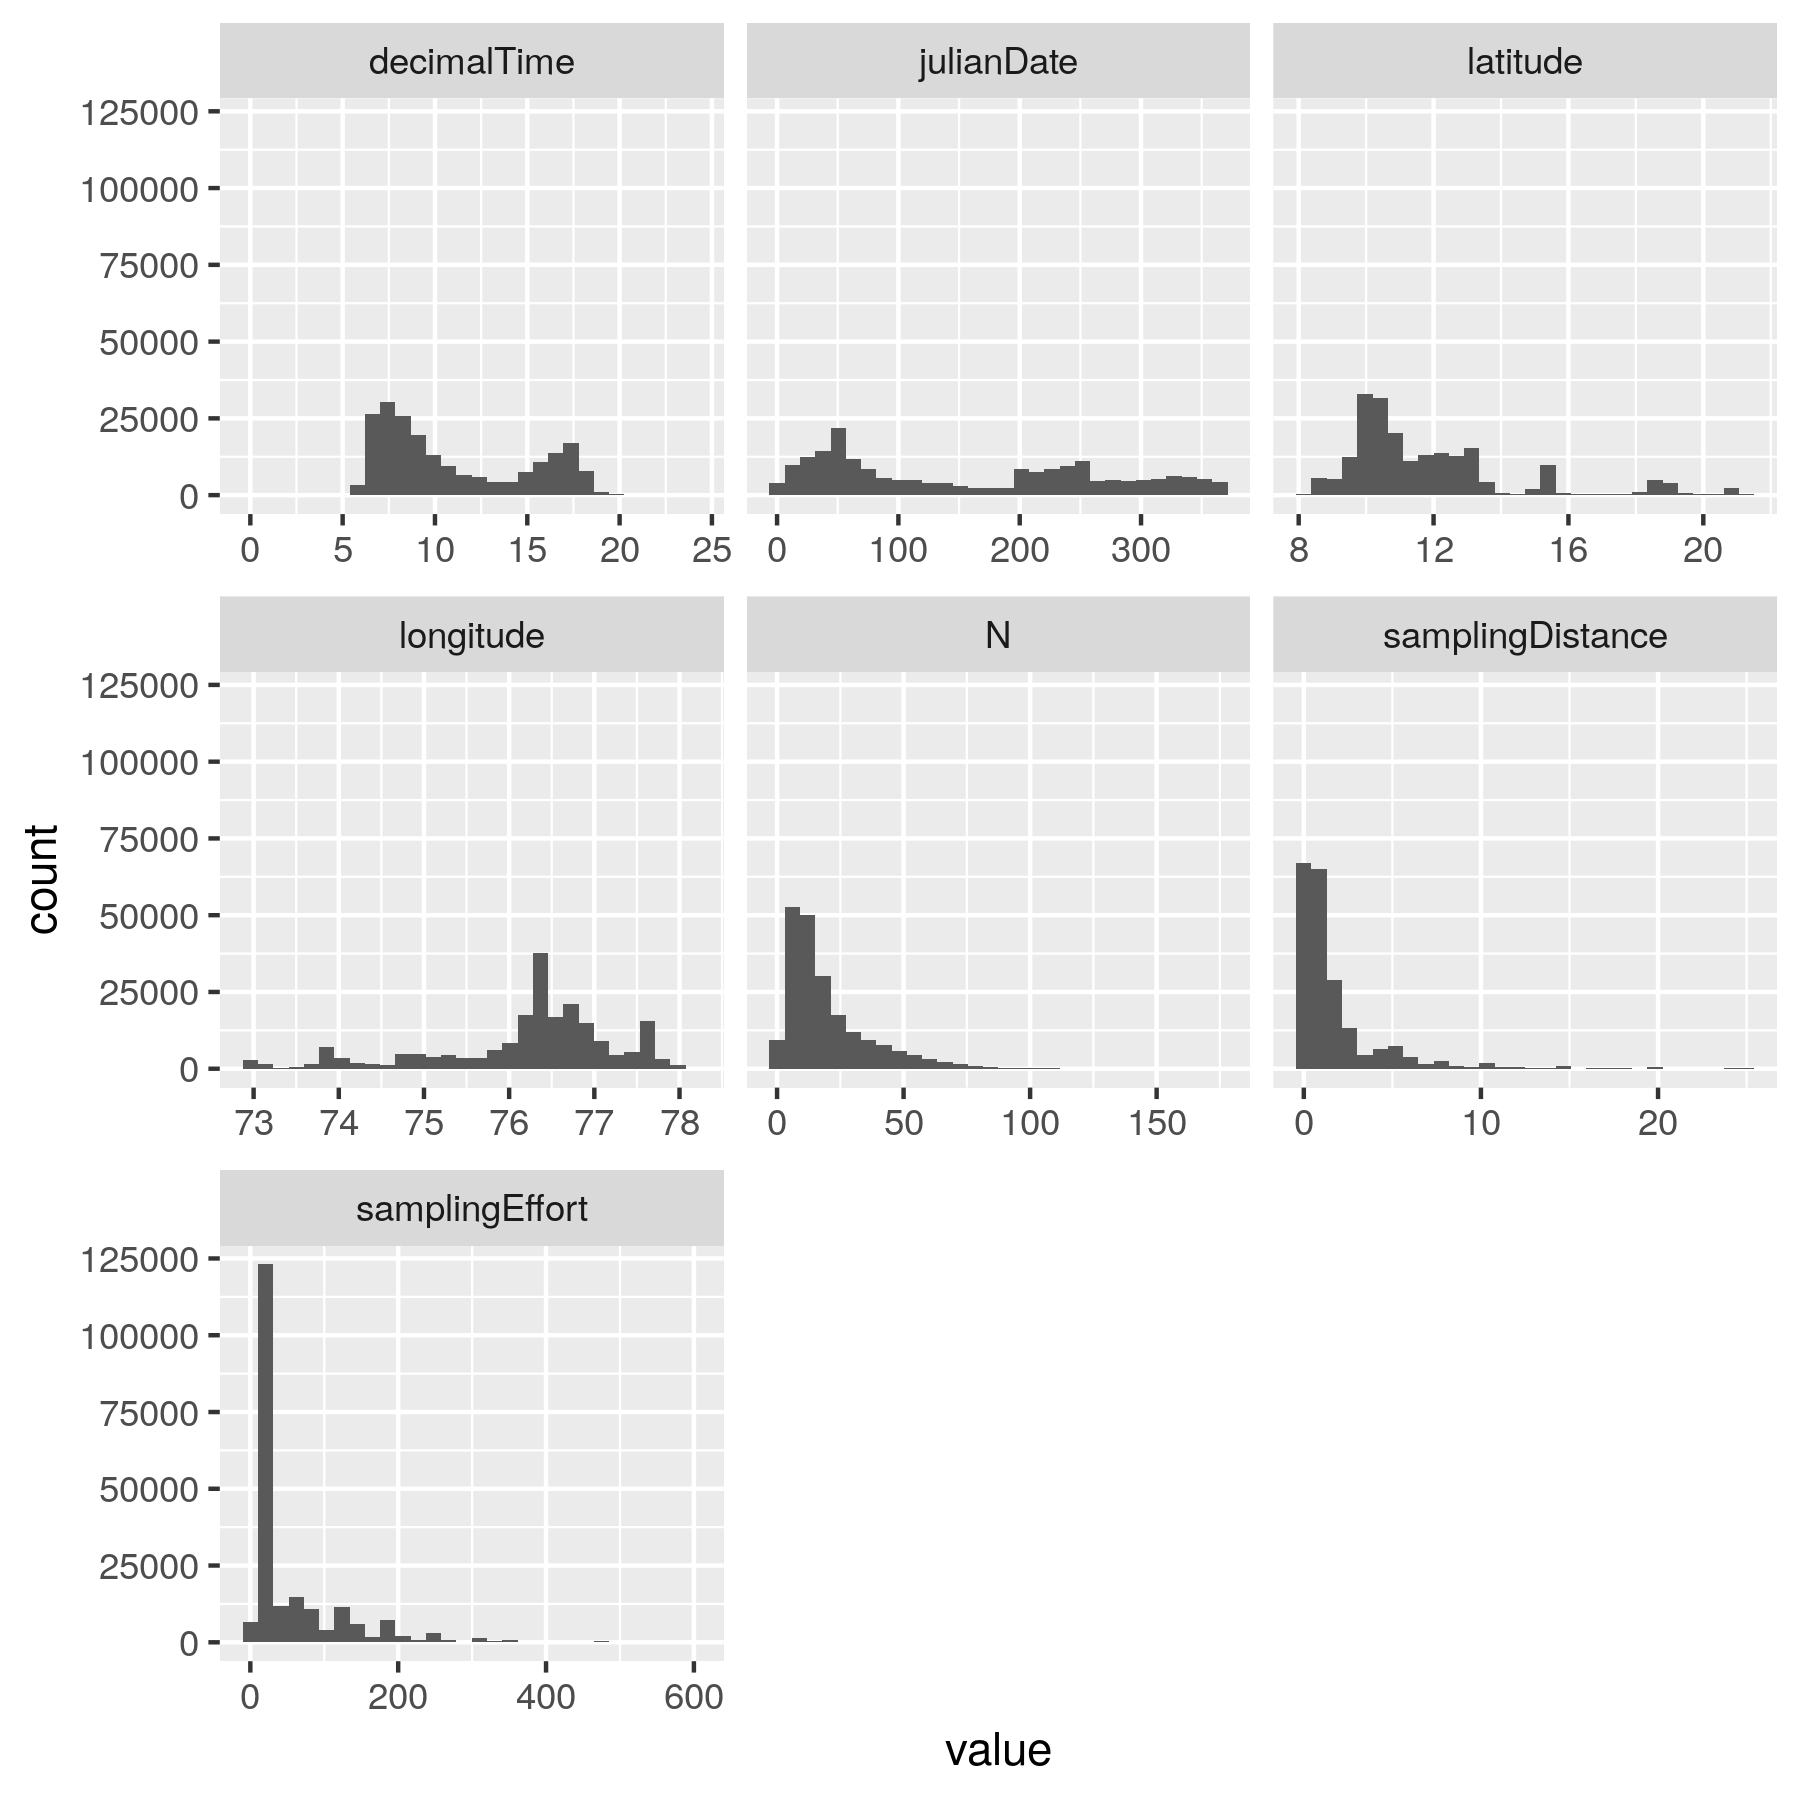 decimalTime julianDate latitude
125000
100000
75000
50000
25000
0
0 5 10 15 20 25 0 100 200 300 8 12 16 20
longitude N samplingDistance
125000
100000
75000
50000
25000
0
73 74 75 76 77 78 0 50 100 150 0 10 20
count
samplingEffort
125000
100000
75000
50000
25000
0
0 200 400 600
value